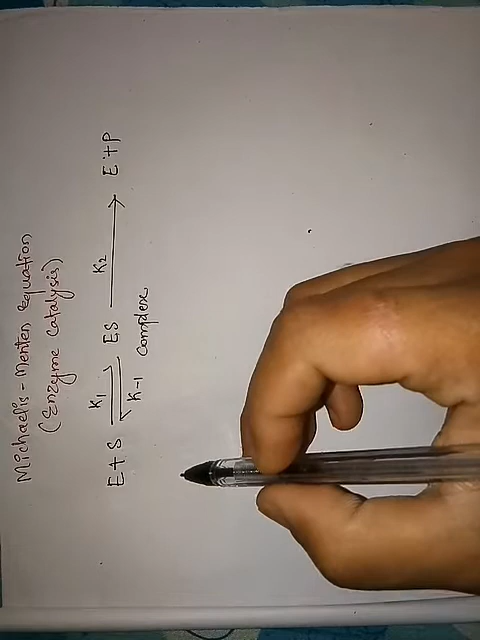 Michaelis - Menten equation
(Enzyme Catalysis)
E + S ⇌ ES ⟶ E + P
K1
K2
K-1
Complex